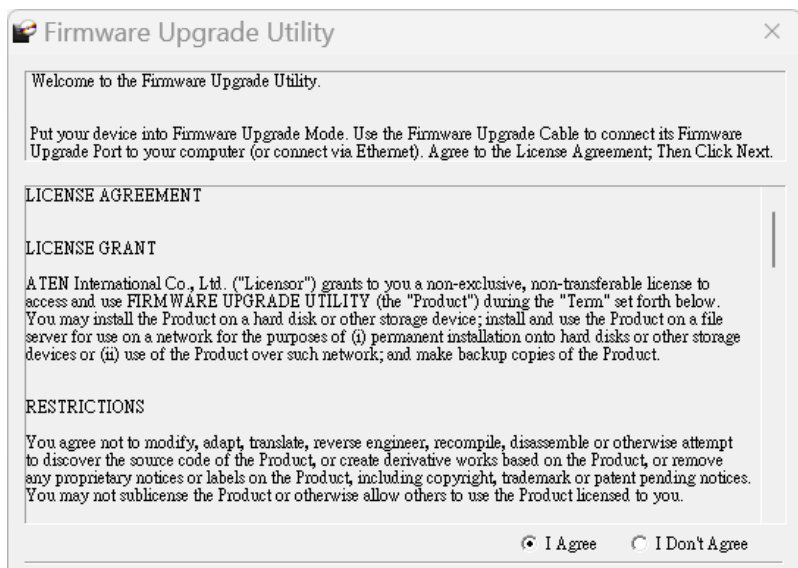 Firmware Upgrade Utility
Welcome to the Firmware Upgrade Utility.
Put your device into Firmware Upgrade Mode. Use the Firmware Upgrade Cable to connect its Firmware
Upgrade Port to your computer (or connect via Ethernet). Agree to the License Agreement; Then Click Next.
LICENSE AGREEMENT
LICENSE GRANT
ATEN International Co., Ltd. ("Licensor") grants to you a non-exclusive, non-transferable license to
access and use FIRMWARE UPGRADE UTILITY (the "Product") during the "Term" set forth below.
You may install the Product on a hard disk or other storage device; install and use the Product on a file
server for use on a network for the purposes of (i) permanent installation onto hard disks or other storage
devices or (ii) use of the Product over such network; and make backup copies of the Product.
RESTRICTIONS
You agree not to modify, adapt, translate, reverse engineer, recompile, disassemble or otherwise attempt
to discover the source code of the Product, or create derivative works based on the Product, or remove
any proprietary notices or labels on the Product, including copyright, trademark or patent pending notices.
You may not sublicense the Product or otherwise allow others to use the Product licensed to you.
I Agree I Don't Agree